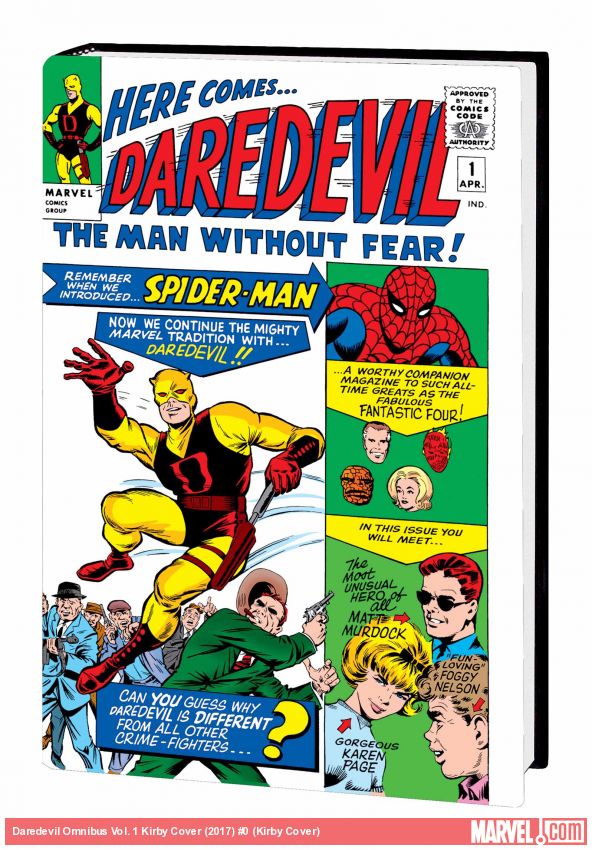 HERE COMES...
DAREDEVIL
APPROVED
BY THE
COMICS
CODE
CA
AUTHORITY
1
APR.
IND.
MARVEL
COMICS
GROUP
D
THE MAN WITHOUT FEAR!
REMEMBER
WHEN WE
INTRODUCED... SPIDER-MAN
NOW WE CONTINUE THE MIGHTY
MARVEL TRADITION WITH...
DAREDEVIL!!
D
...A WORTHY COMPANION
MAGAZINE TO SUCH ALL-
TIME GREATS AS THE
FABULOUS
FANTASTIC FOUR!
IN THIS ISSUE YOU
WILL MEET...
The
Most
UNUSUAL
HERO of
all
MATT
MURDOCK
"FUN-
LOVING"
FOGGY
NELSON
GORGEOUS
KAREN
PAGE
CAN YOU GUESS WHY
DAREDEVIL IS DIFFERENT
FROM ALL OTHER
CRIME-FIGHTERS...
?
Daredevil Omnibus Vol. 1 Kirby Cover (2017) #0 (Kirby Cover)
MARVEL.com